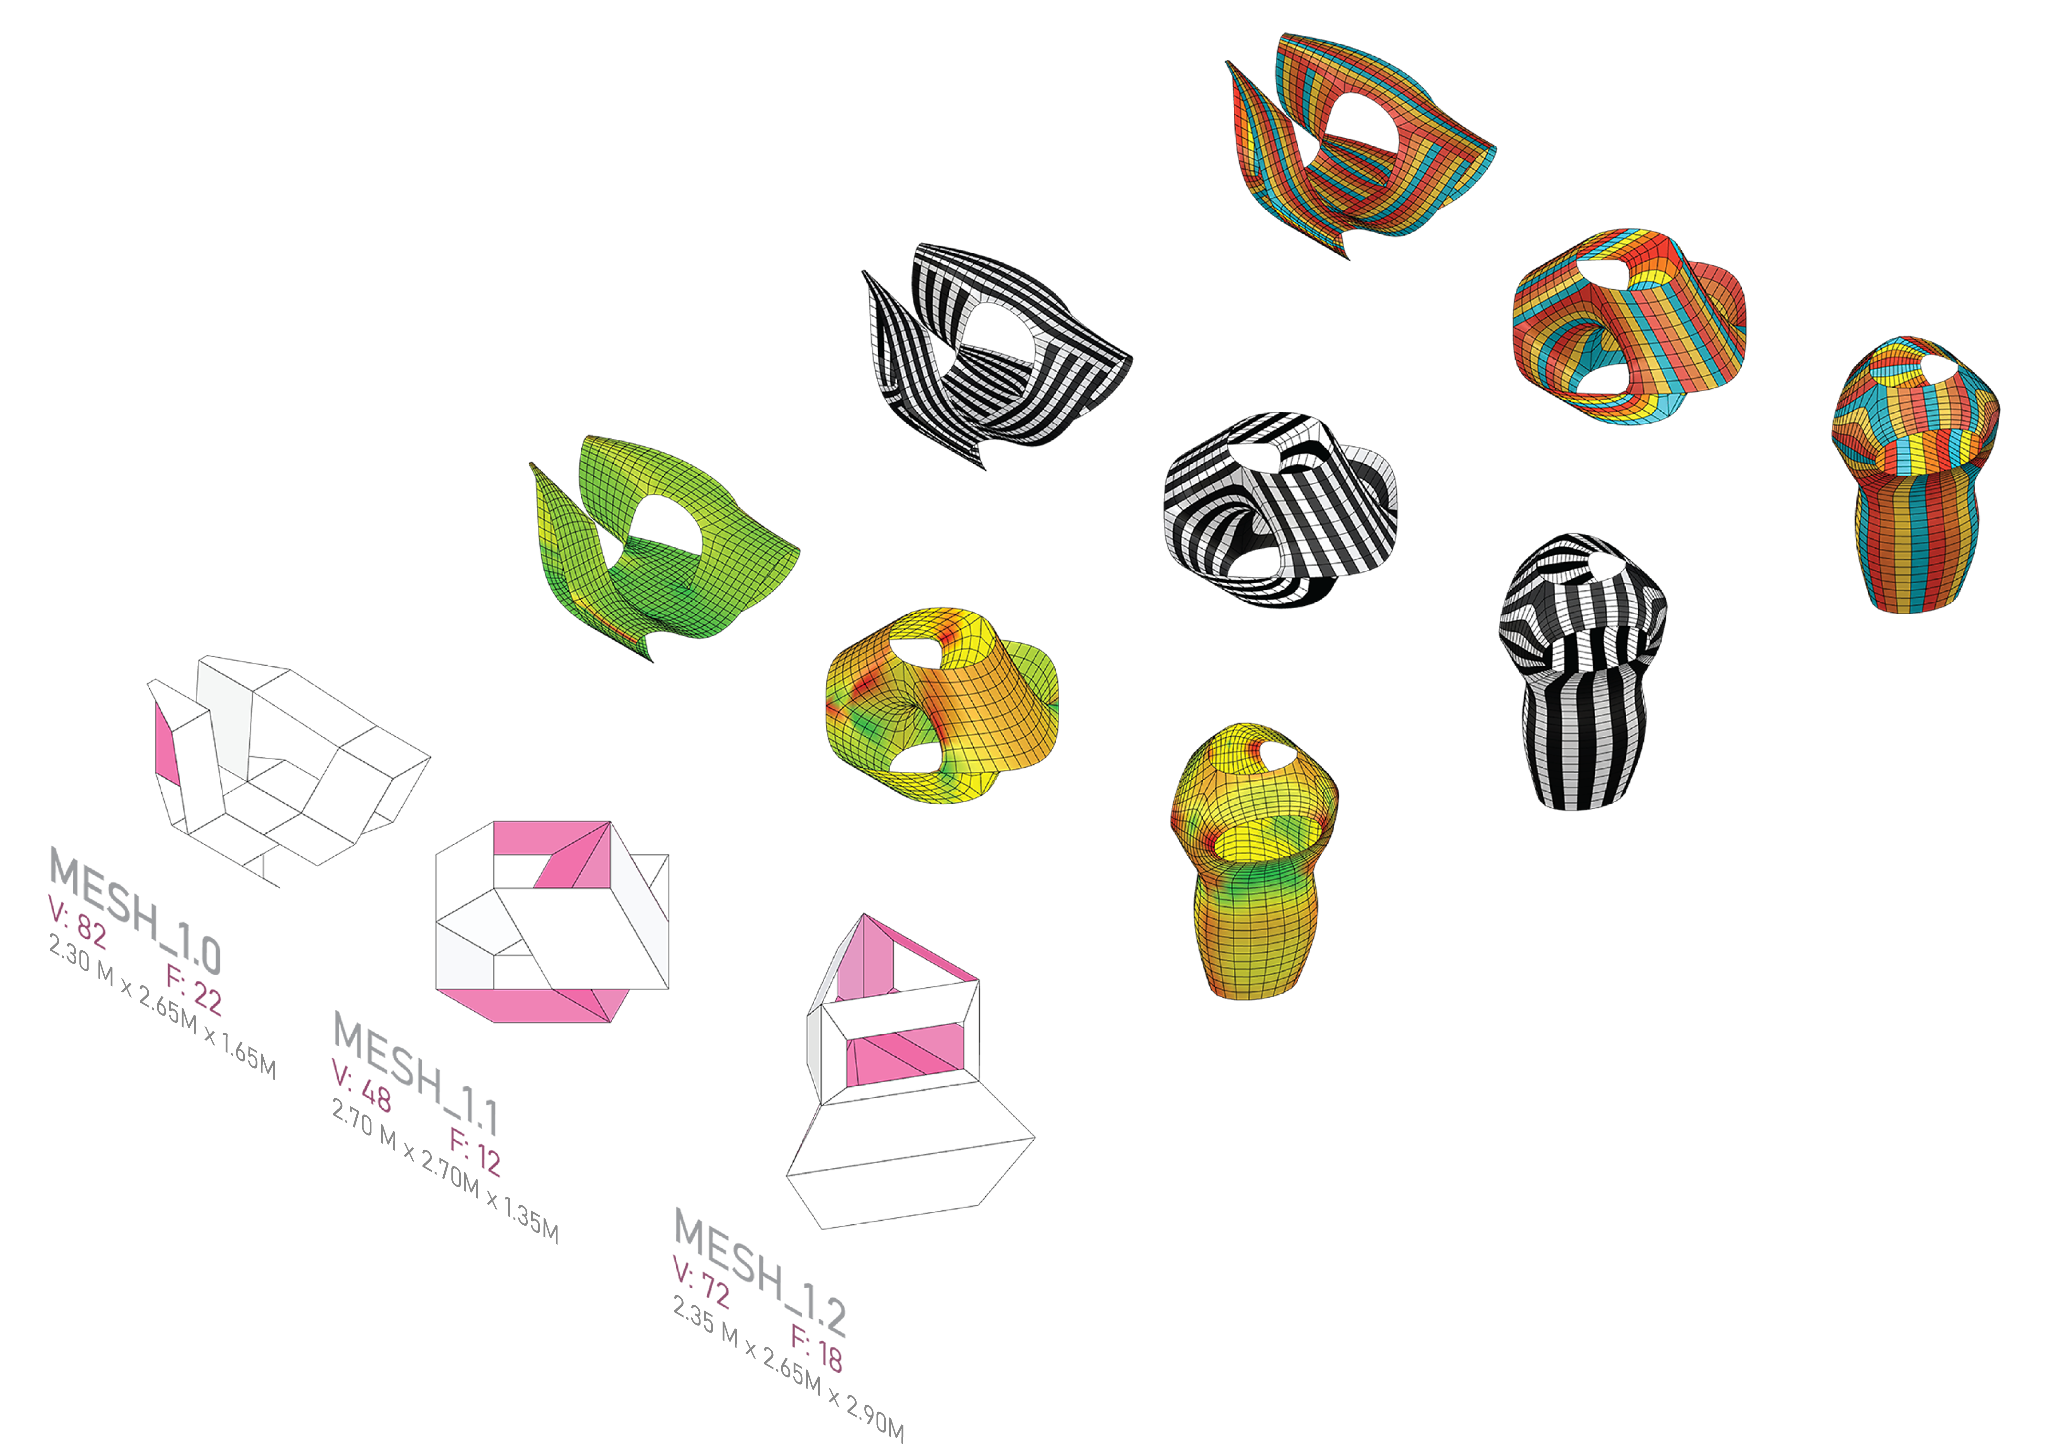 MESH_1.0
V: 82
F: 22
2.30 M x 2.65M x 1.65M
MESH_1.1
V: 48
F: 12
2.70 M x 2.70M x 1.35M
MESH_1.2
V: 72
F: 18
2.35 M x 2.65M x 2.90M